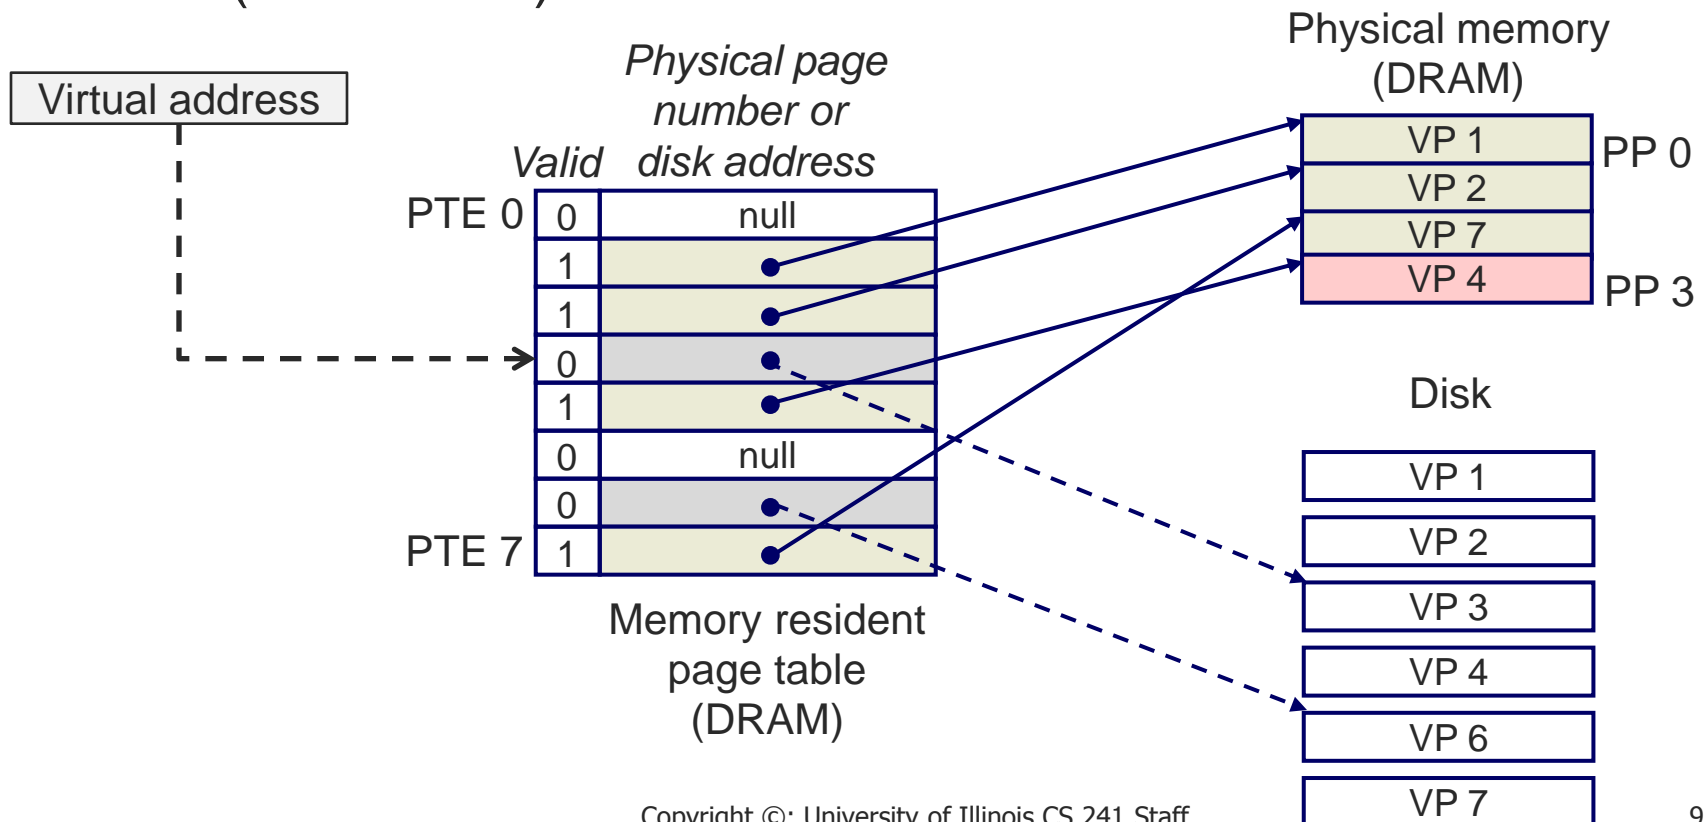 Virtual address
Physical page
number or
disk address
Valid
PTE 0
0
null
1
1
0
1
0
null
0
PTE 7
1
Memory resident
page table
(DRAM)
Physical memory
(DRAM)
VP 1
PP 0
VP 2
VP 7
VP 4
PP 3
Disk
VP 1
VP 2
VP 3
VP 4
VP 6
VP 7
Copyright ©: University of Illinois CS 241 Staff
9